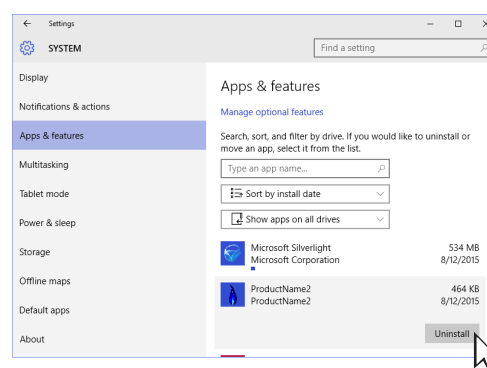 Settings
SYSTEM
Find a setting
Display
Notifications & actions
Apps & features
Multitasking
Tablet mode
Power & sleep
Storage
Offline maps
Default apps
About
Apps & features
Manage optional features
Search, sort, and filter by drive. If you would like to uninstall or
move an app, select it from the list.
Type an app name...
Sort by install date
Show apps on all drives
Microsoft Silverlight 534 MB
Microsoft Corporation 8/12/2015
ProductName2 464 KB
ProductName2 8/12/2015
Uninstall